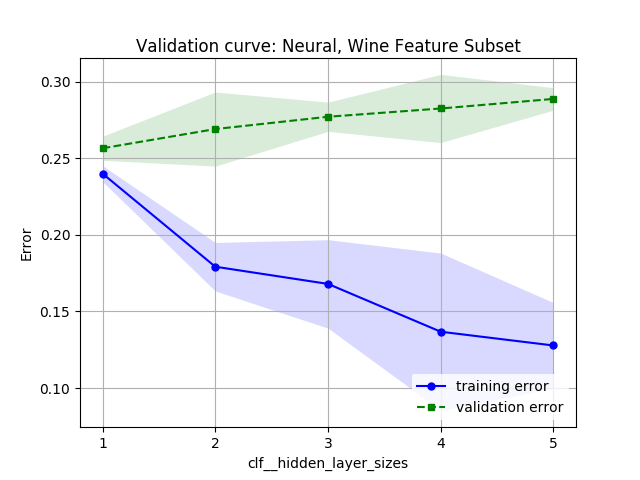 Validation curve: Neural, Wine Feature Subset
0.30
0.25
0.20
0.15
0.10
Error
1 2 3 4 5
clf__hidden_layer_sizes
training error
validation error